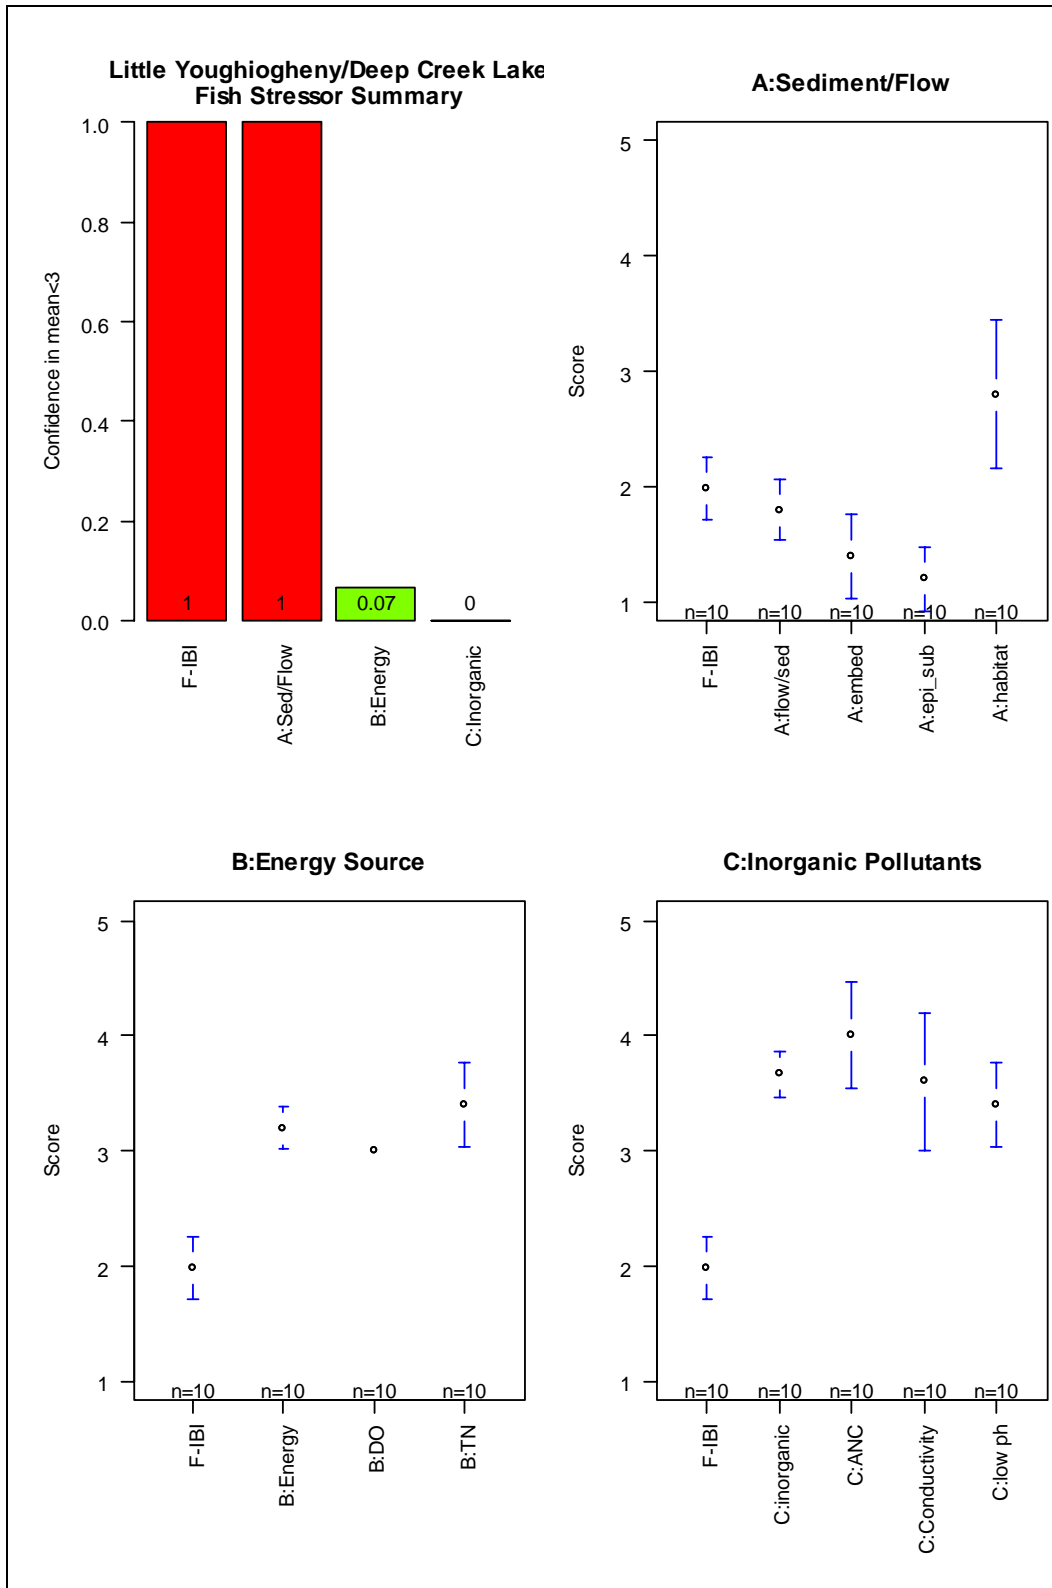 Little Youghiogheny/Deep Creek Lake
Fish Stressor Summary
Confidence in mean<3
1.0
0.8
0.6
0.4
0.2
0.0
1
1
0.07
0
F-IBI
A:Sed/Flow
B:Energy
C:Inorganic
A:Sediment/Flow
Score
5
4
3
2
1
n=10
n=10
n=10
n=10
n=10
F-IBI
A:flow/sed
A:embed
A:epi_sub
A:habitat
B:Energy Source
Score
5
4
3
2
1
n=10
n=10
n=10
n=10
F-IBI
B:Energy
B:DO
B:TN
C:Inorganic Pollutants
Score
5
4
3
2
1
n=10
n=10
n=10
n=10
n=10
F-IBI
C:inorganic
C:ANC
C:Conductivity
C:low ph